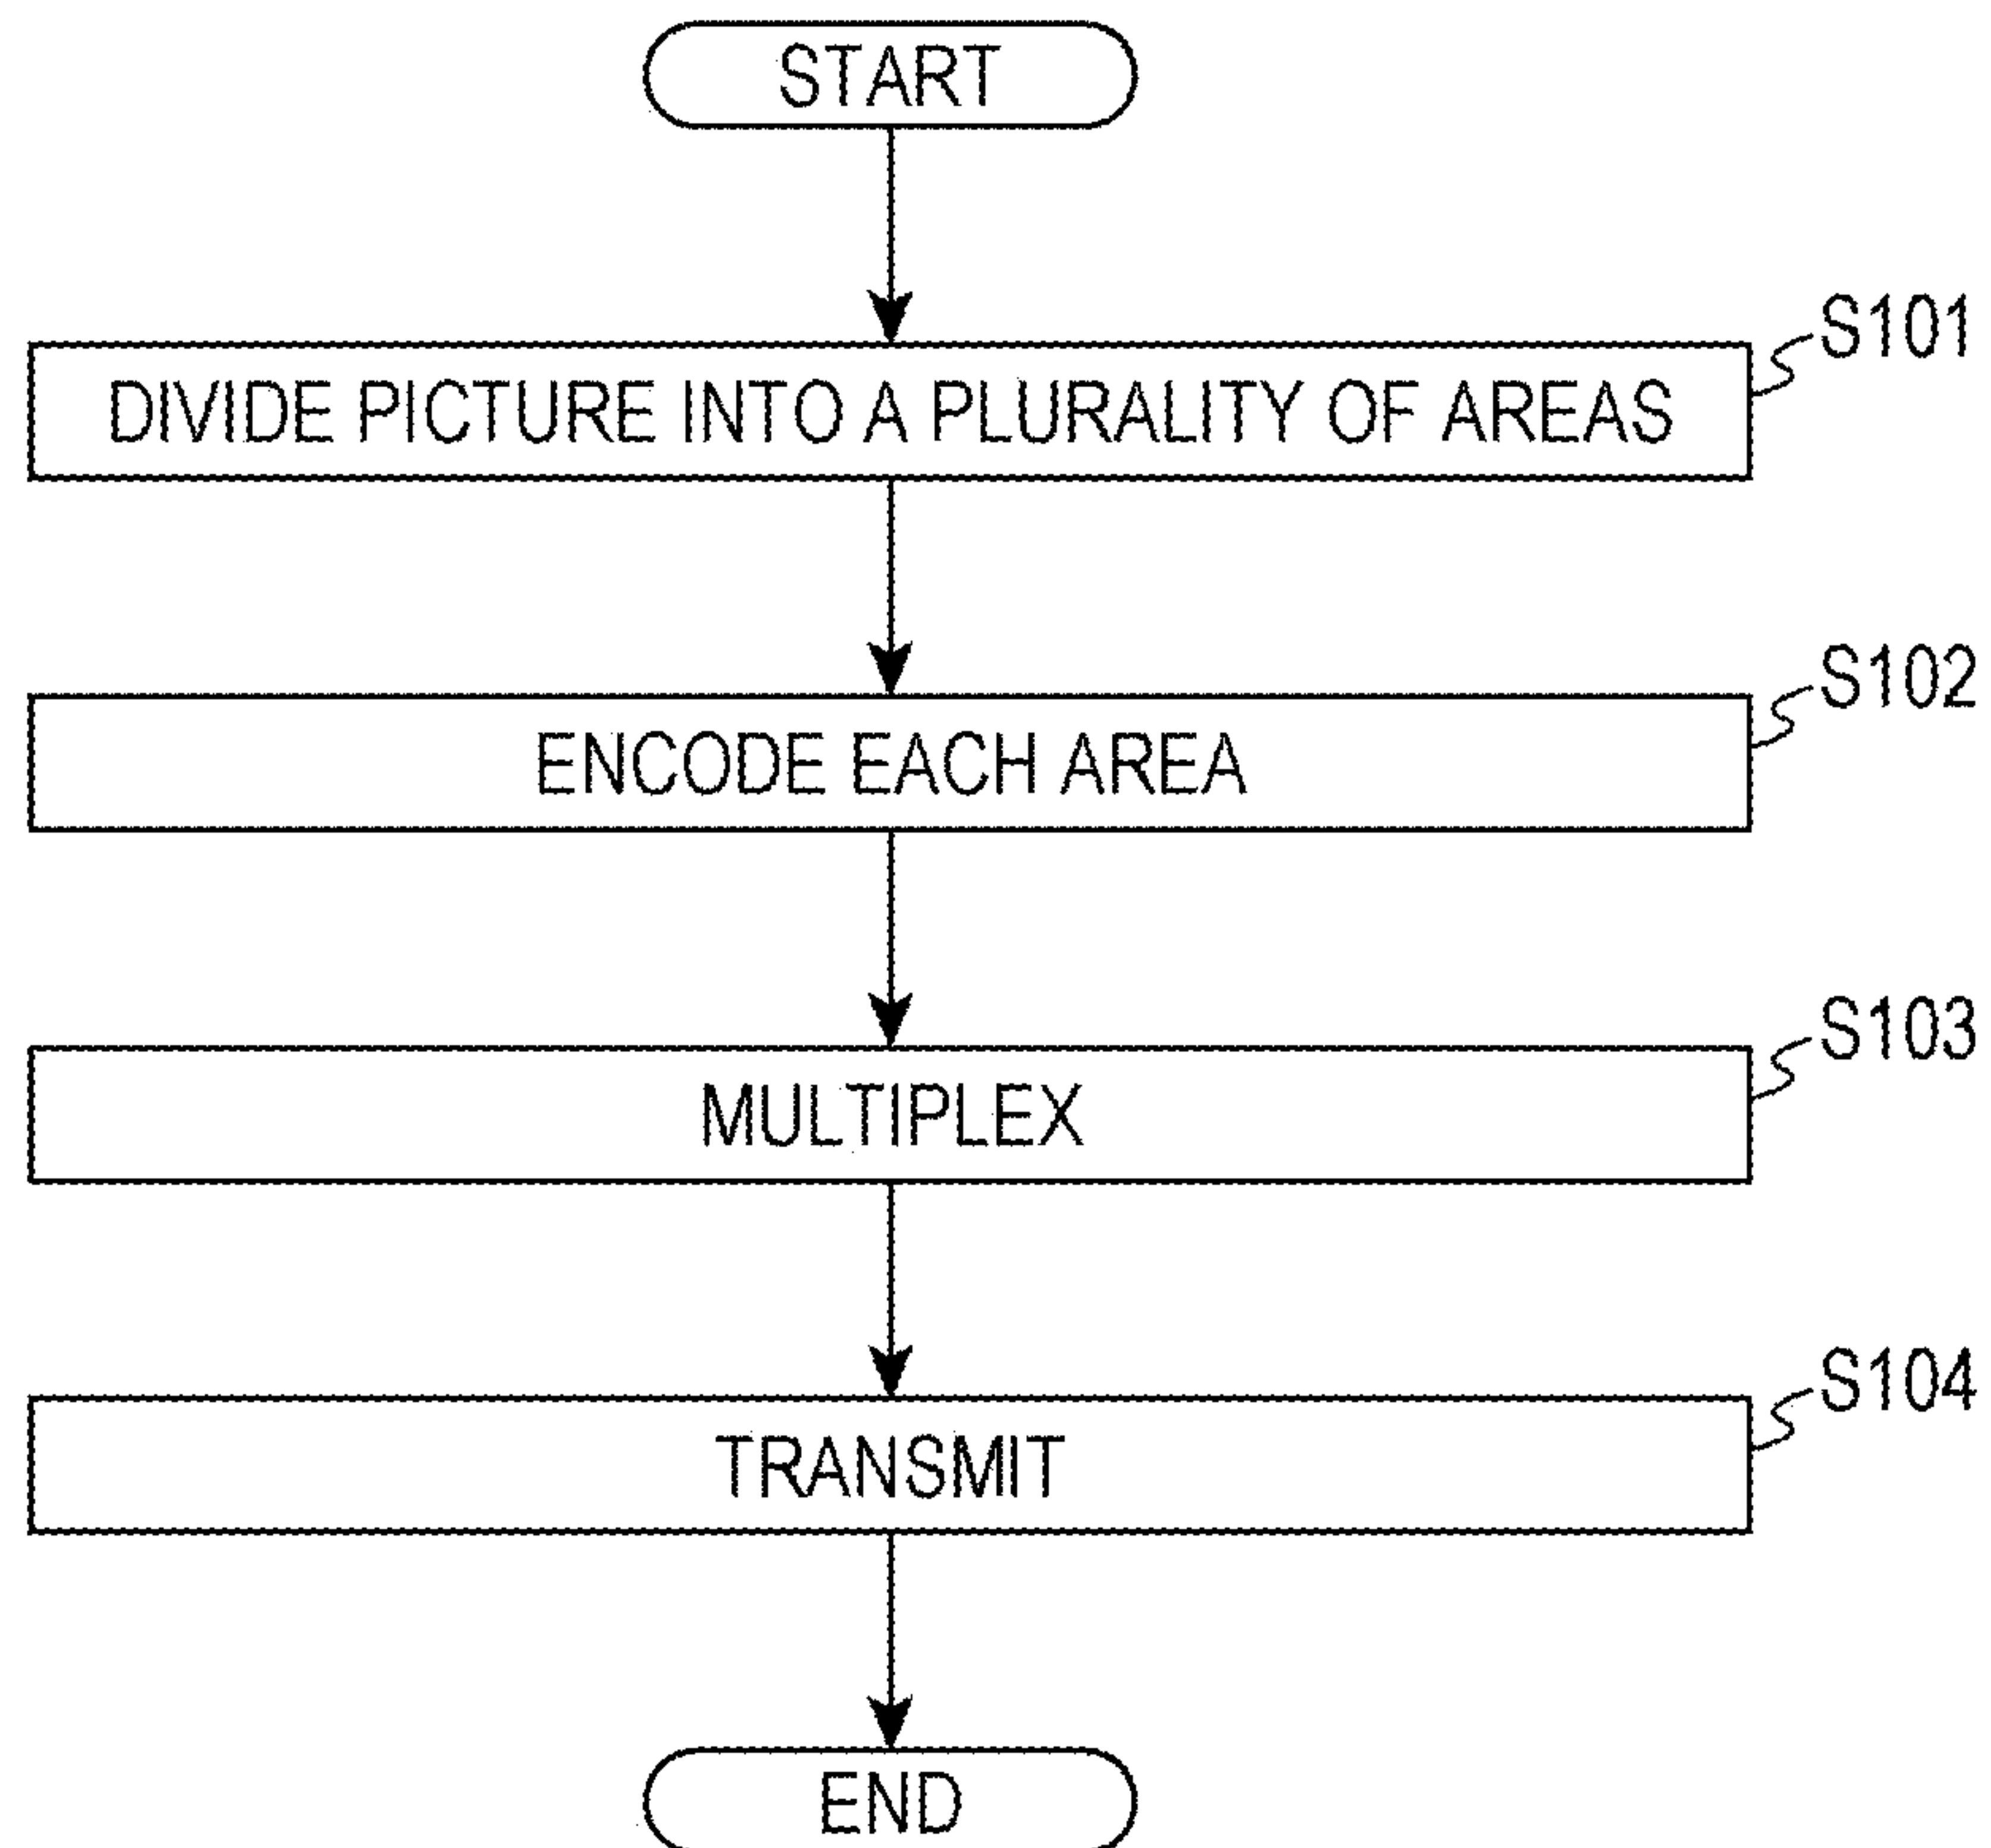 START
S101
DIVIDE PICTURE INTO A PLURALITY OF AREAS
S102
ENCODE EACH AREA
S103
MULTIPLEX
S104
TRANSMIT
END